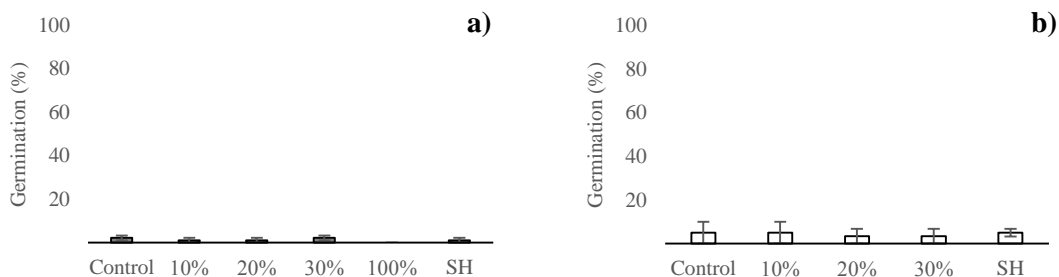 a)
100
80
60
40
20
Germination (%)
Control 10% 20% 30% 100% SH
b)
100
80
60
40
20
Germination (%)
Control 10% 20% 30% SH